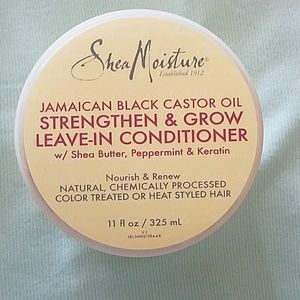 SheaMoisture®
Established 1912
JAMAICAN BLACK CASTOR OIL
STRENGTHEN & GROW
LEAVE-IN CONDITIONER
w/ Shea Butter, Peppermint & Keratin
Nourish & Renew
NATURAL, CHEMICALLY PROCESSED
COLOR TREATED OR HEAT STYLED HAIR
11 fl oz / 325 mL